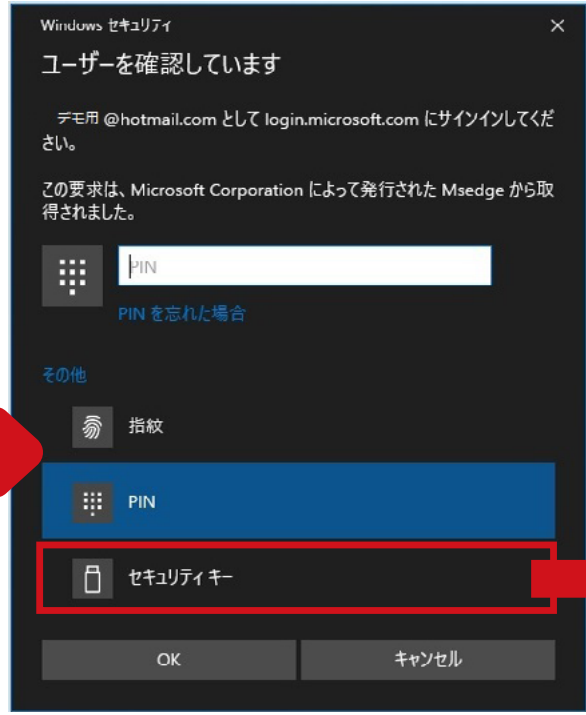 Windows セキュリティ
ユーザーを確認しています
デモ用 @hotmail.com として login.microsoft.com にサインインしてくだ
さい。
この要求は、Microsoft Corporation によって発行された Msedge から取
得されました。
PIN
PIN を忘れた場合
その他
指紋
PIN
セキュリティ キー
OK
キャンセル